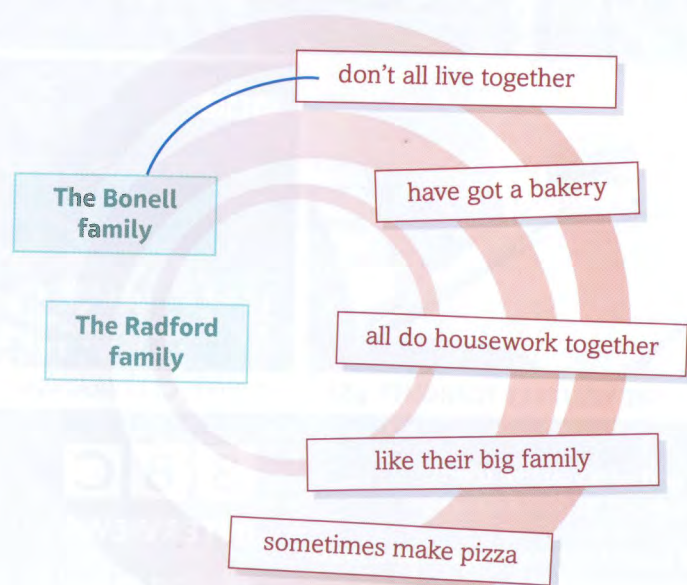 don't all live together
The Bonell
family
have got a bakery
The Radford
family
all do housework together
like their big family
sometimes make pizza